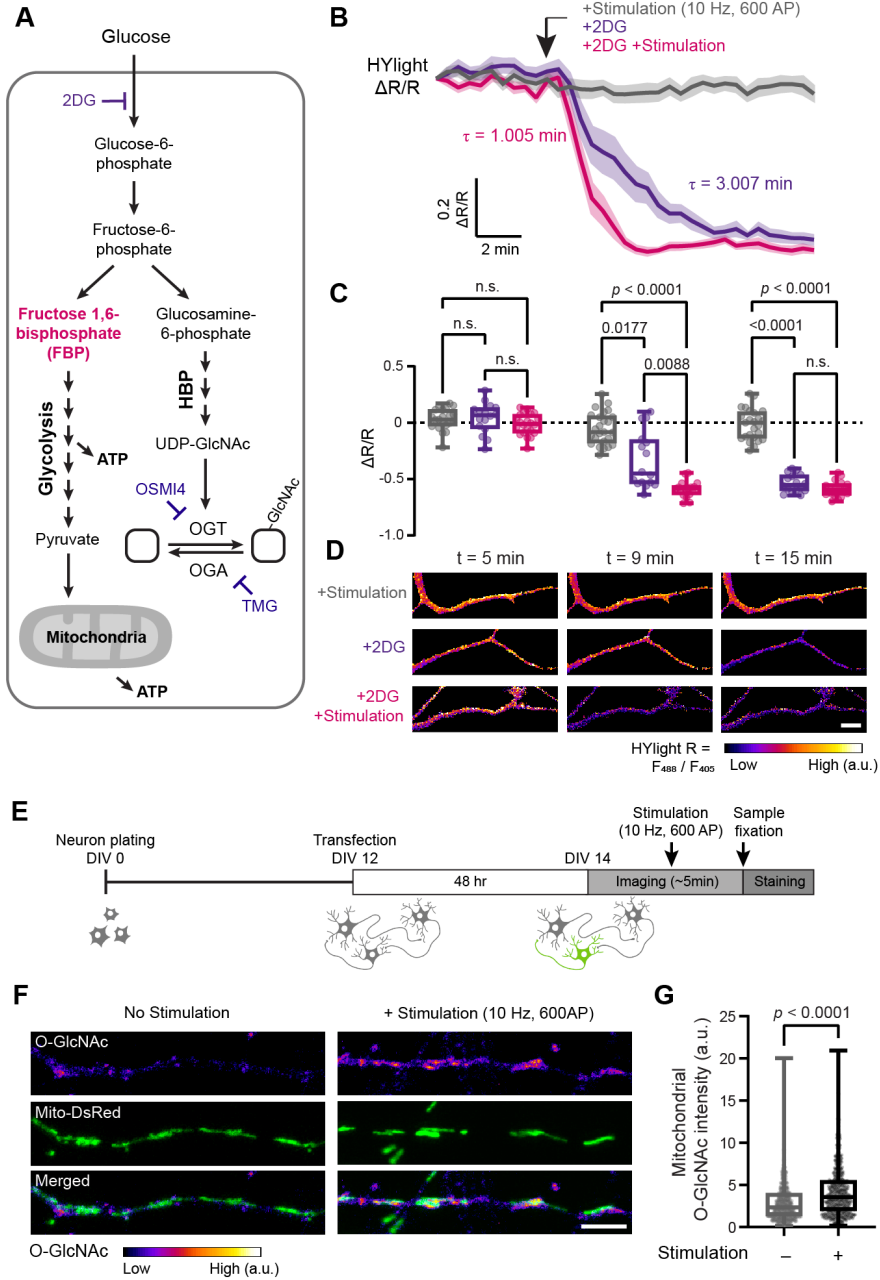 A
Glucose
2DG
Glucose-6-
phosphate
Fructose-6-
phosphate
Fructose 1,6-
bisphosphate
(FBP)
Glucosamine-
6-phosphate
Glycolysis
HBP
ATP
UDP-GlcNAc
OSMI4
GlcNAc
OGT
OGA
TMG
Pyruvate
Mitochondria
ATP
B
+Stimulation (10 Hz, 600 AP)
+2DG
+2DG +Stimulation
HYlight
ΔR/R
τ = 1.005 min
τ = 3.007 min
0.2
ΔR/R
2 min
C
n.s.
n.s.
n.s.
p < 0.0001
0.0177
0.0088
p < 0.0001
<0.0001
n.s.
ΔR/R
0.5
0
-0.5
-1.0
D
t = 5 min
t = 9 min
t = 15 min
+Stimulation
+2DG
+2DG
+Stimulation
HYlight R =
F₄₈₈ / F₄₀₅
Low
High (a.u.)
E
Neuron plating
DIV 0
Transfection
DIV 12
DIV 14
Stimulation
(10 Hz, 600 AP)
Sample
fixation
48 hr
Imaging (~5min)
Staining
F
No Stimulation
+ Stimulation (10 Hz, 600AP)
O-GlcNAc
Mito-DsRed
Merged
O-GlcNAc
Low
High (a.u.)
G
p < 0.0001
Mitochondrial
O-GlcNAc intensity (a.u.)
25
20
15
10
5
0
Stimulation
–
+